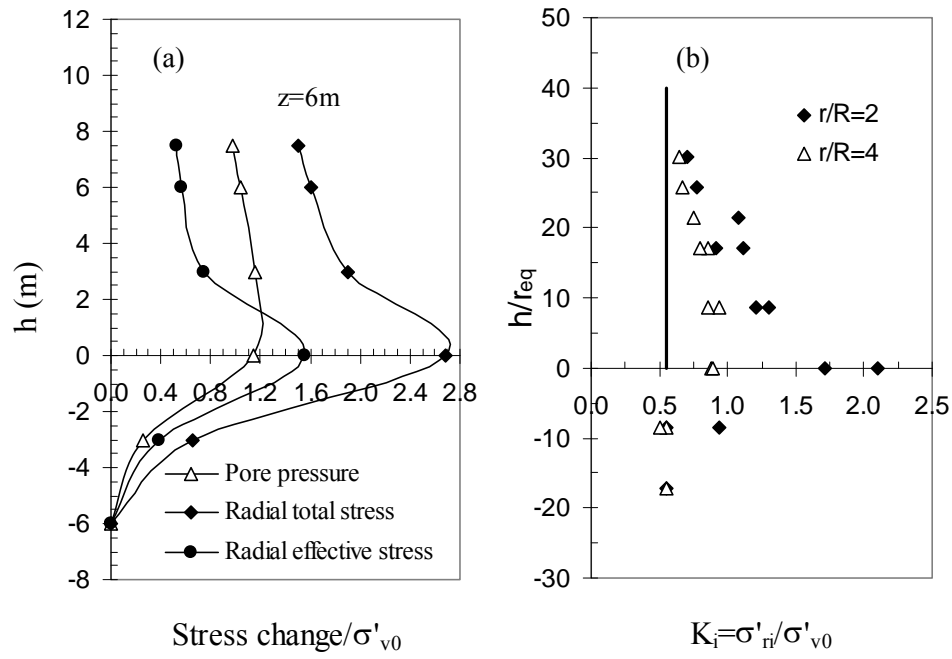 (a)
z=6m
h (m)
12
10
8
6
4
2
0
-2
-4
-6
-8
0.0 0.4 0.8 1.2 1.6 2.0 2.4 2.8
Pore pressure
Radial total stress
Radial effective stress
Stress change/σ'v0
(b)
r/R=2
r/R=4
h/req
50
40
30
20
10
0
-10
-20
-30
0.0 0.5 1.0 1.5 2.0 2.5
Ki=σ'ri/σ'v0